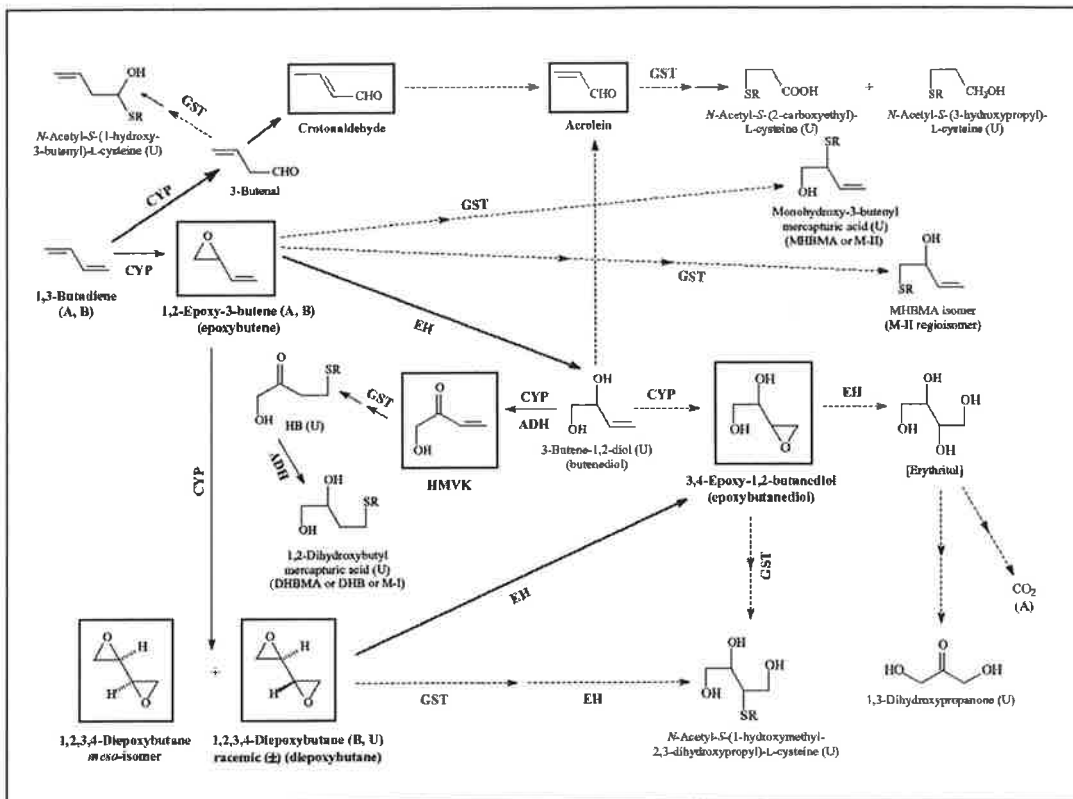 OH
SR
GST
N-Acetyl-S-(1-hydroxy-
3-butenyl)-L-cysteine (U)
CHO
Crotonaldehyde
CHO
Acrolein
GST
SR
COOH
N-Acetyl-S-(2-carboxyethyl)-
L-cysteine (U)
+
SR
CH2OH
N-Acetyl-S-(3-hydroxypropyl)-
L-cysteine (U)
CHO
3-Butenal
CYP
GST
SR
OH
Monohydroxy-3-butenyl
mercapturic acid (U)
(MHBMA or M-II)
CYP
1,3-Butadiene
(A, B)
O
1,2-Epoxy-3-butene (A, B)
(epoxybutene)
GST
OH
SR
MHBMA isomer
(M-II regioisomer)
EH
O
SR
OH
HB (U)
GST
O
OH
HMVK
CYP
ADH
OH
OH
3-Butene-1,2-diol (U)
(butenediol)
CYP
OH
OH
O
3,4-Epoxy-1,2-butanediol
(epoxybutanediol)
EH
OH
OH
OH
OH
[Erythritol]
ADH
OH
OH
SR
1,2-Dihydroxybutyl
mercapturic acid (U)
(DHBMA or DHB or M-I)
CYP
EH
GST
CO2
(A)
O
H
H
O
1,2,3,4-Diepoxybutane
meso-isomer
+
O
H
H
O
1,2,3,4-Diepoxybutane (B, U)
racemic (±) (diepoxybutane)
GST
EH
OH
OH
OH
SR
N-Acetyl-S-(1-hydroxymethyl-
2,3-dihydroxypropyl)-L-cysteine (U)
O
HO
OH
1,3-Dihydroxypropanone (U)